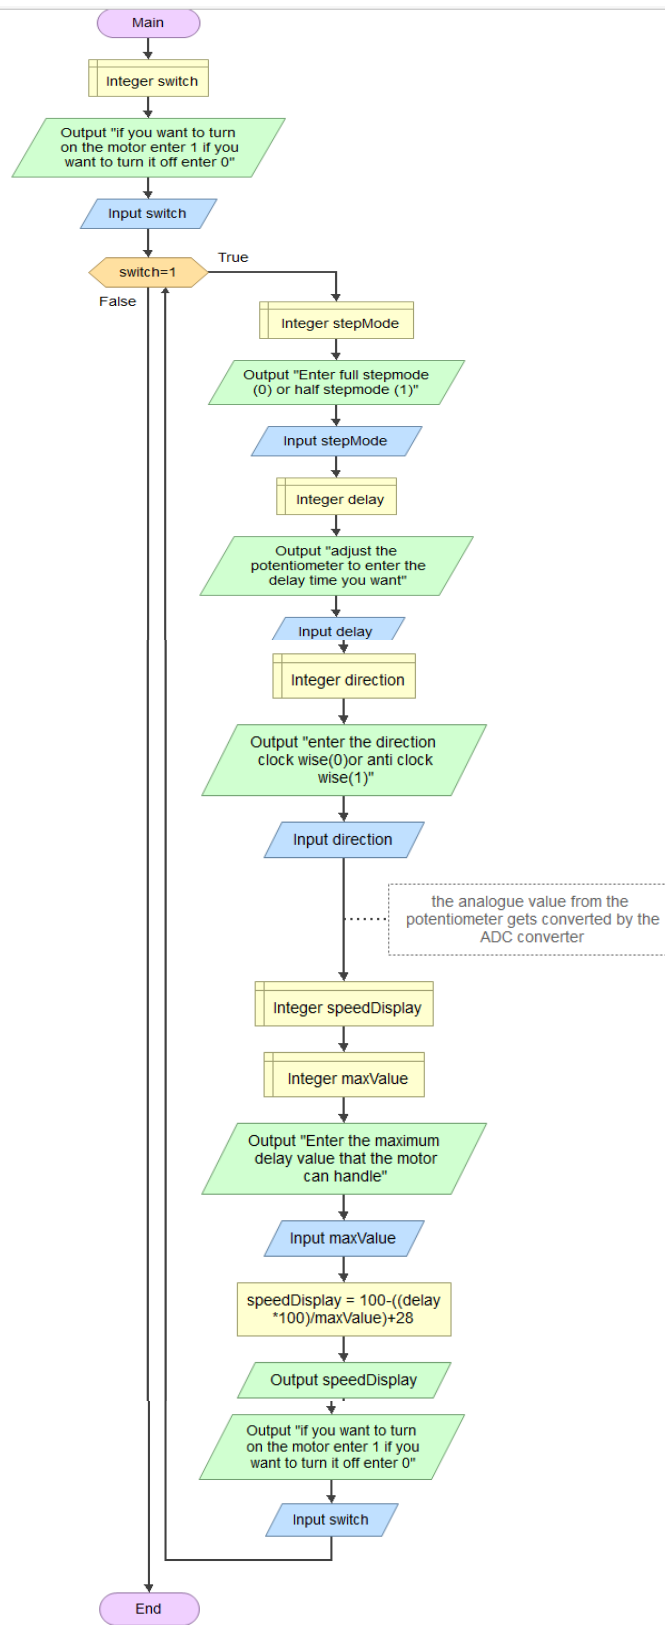 Main
Integer switch
Output "if you want to turn
on the motor enter 1 if you
want to turn it off enter 0"
Input switch
switch=1
True
False
Integer stepMode
Output "Enter full stepmode
(0) or half stepmode (1)"
Input stepMode
Integer delay
Output "adjust the
potentiometer to enter the
delay time you want"
Input delay
Integer direction
Output "enter the direction
clock wise(0)or anti clock
wise(1)"
Input direction
the analogue value from the
potentiometer gets converted by the
ADC converter
Integer speedDisplay
Integer maxValue
Output "Enter the maximum
delay value that the motor
can handle"
Input maxValue
speedDisplay = 100-((delay
*100)/maxValue)+28
Output speedDisplay
Output "if you want to turn
on the motor enter 1 if you
want to turn it off enter 0"
Input switch
End